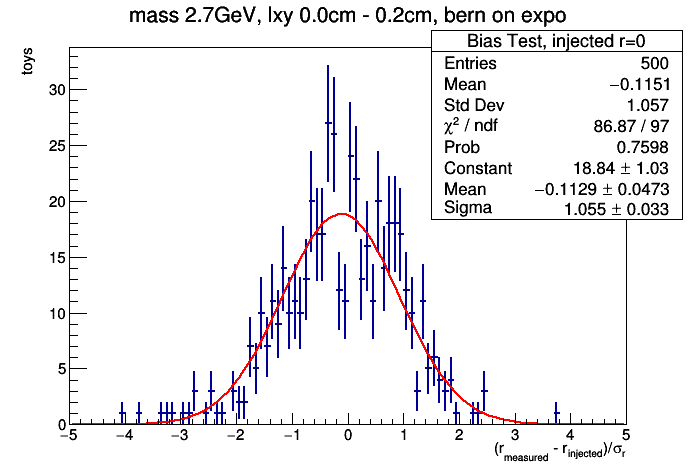 mass 2.7GeV, lxy 0.0cm - 0.2cm, bern on expo
toys
Bias Test, injected r=0
Entries 500
Mean −0.1151
Std Dev 1.057
χ² / ndf 86.87 / 97
Prob 0.7598
Constant 18.84 ± 1.03
Mean −0.1129 ± 0.0473
Sigma 1.055 ± 0.033
30
25
20
15
10
5
0
−5 −4 −3 −2 −1 0 1 2 3 4 5
(r_measured - r_injected)/σ_r